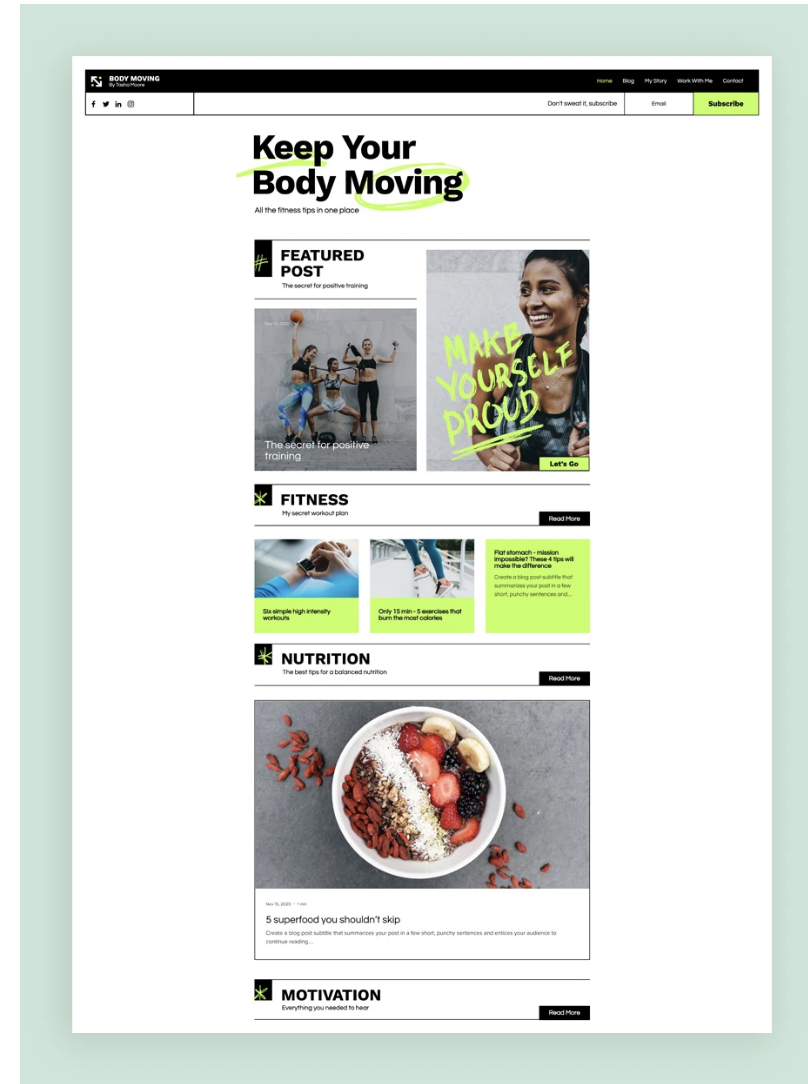 BODY MOVING
By Tasha Moore
Home Blog My Story Work With Me Contact
Don't sweat it, subscribe Email Subscribe
Keep Your
Body Moving
All the fitness tips in one place
FEATURED
POST
The secret for positive training
Nov 15, 2020
The secret for positive
training
MAKE
YOURSELF
PROUD
Let's Go
FITNESS
My secret workout plan
Read More
Six simple high intensity
workouts
Only 15 min - 5 exercises that
burn the most calories
Flat stomach - mission
impossible? These 4 tips will
make the difference
Create a blog post subtitle that
summarizes your post in a few
short, punchy sentences and...
NUTRITION
The best tips for a balanced nutrition
Read More
Nov 15, 2020 · 1 min
5 superfood you shouldn't skip
Create a blog post subtitle that summarizes your post in a few short, punchy sentences and entices your audience to
continue reading...
MOTIVATION
Everything you needed to hear
Read More